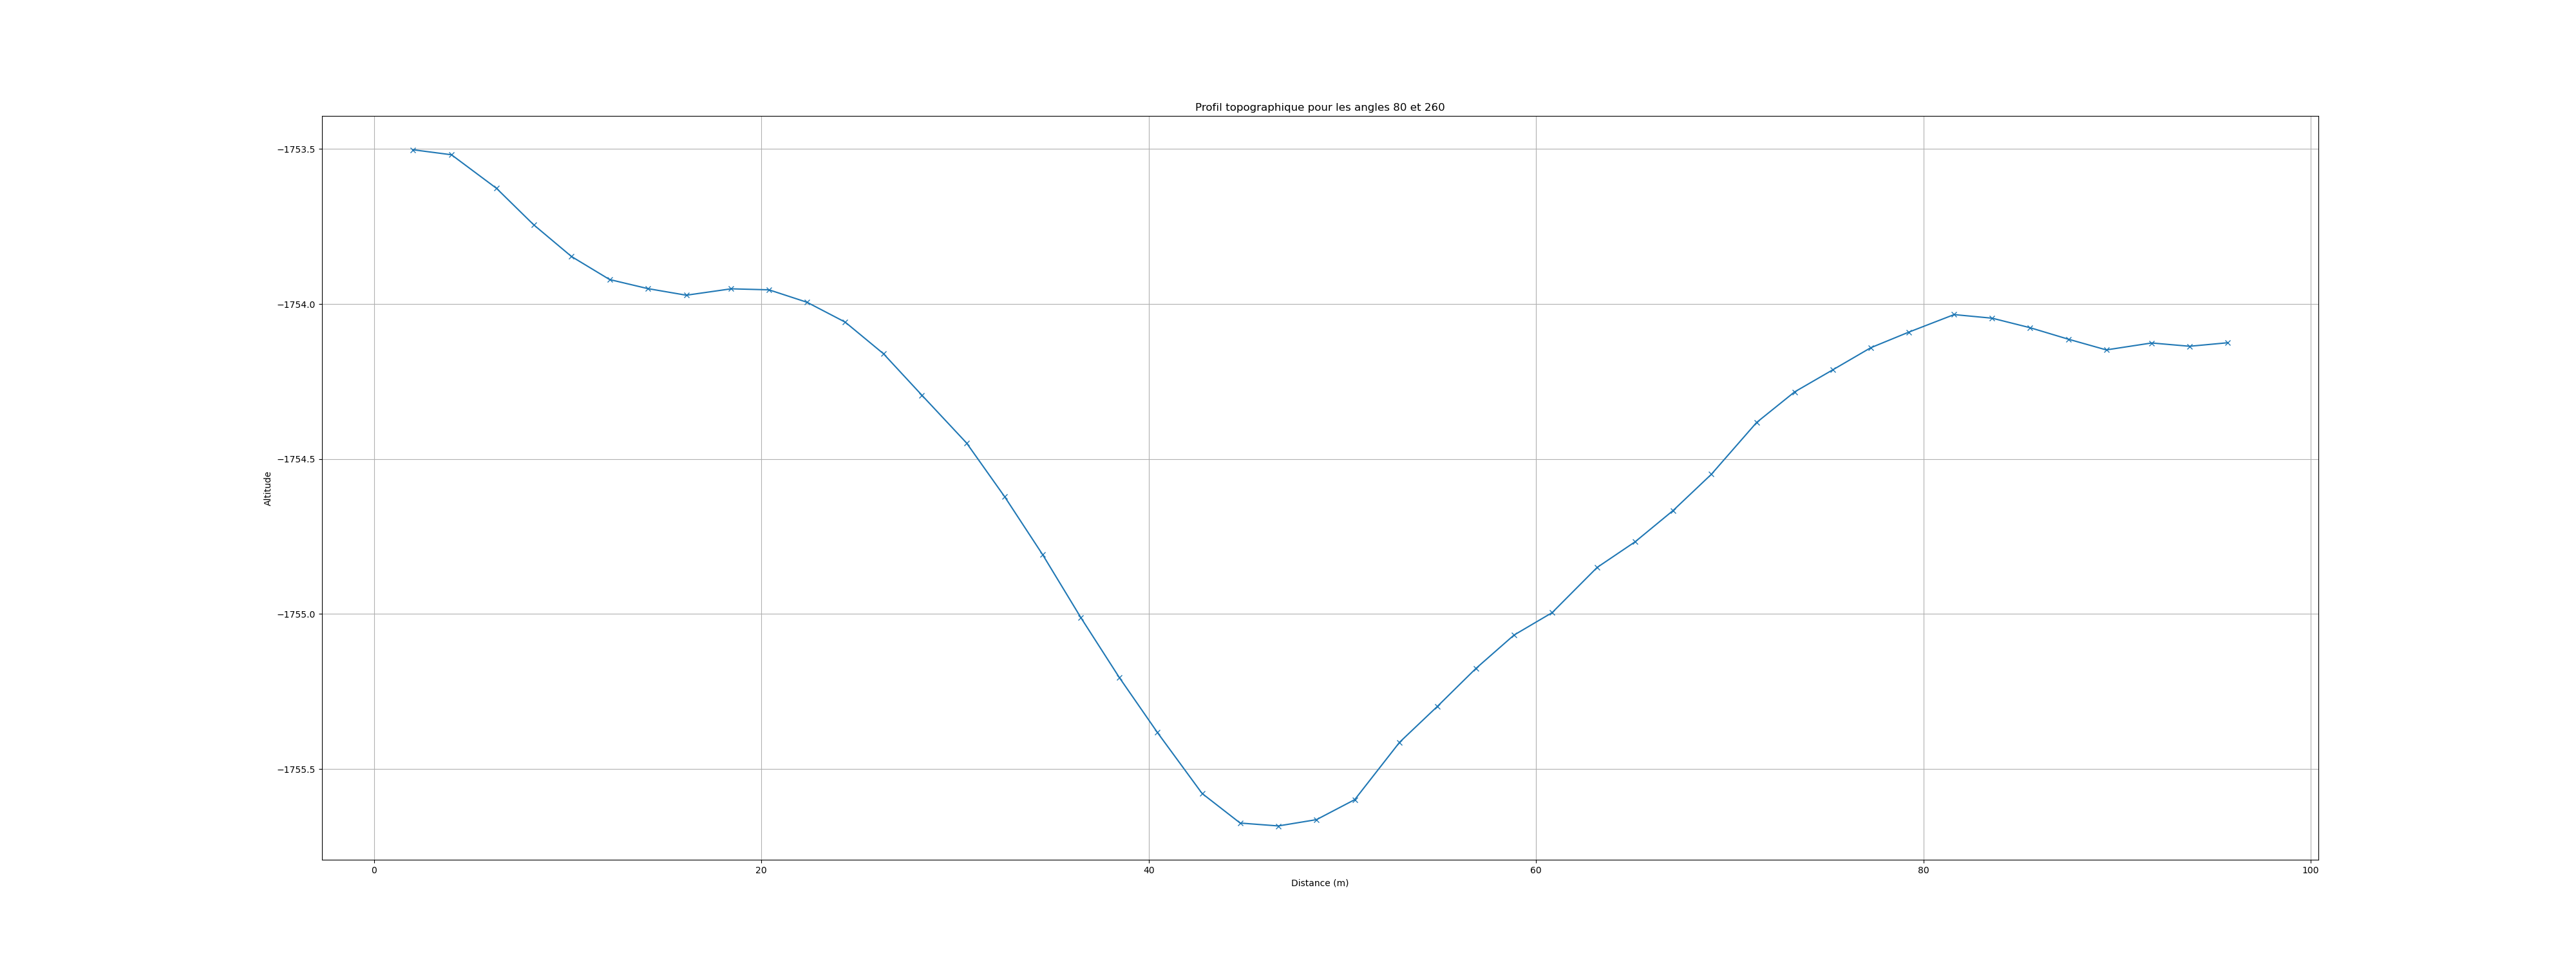 Profil topographique pour les angles 80 et 260
−1753.5
−1754.0
−1754.5
−1755.0
−1755.5
Altitude
0 20 40 60 80 100
Distance (m)